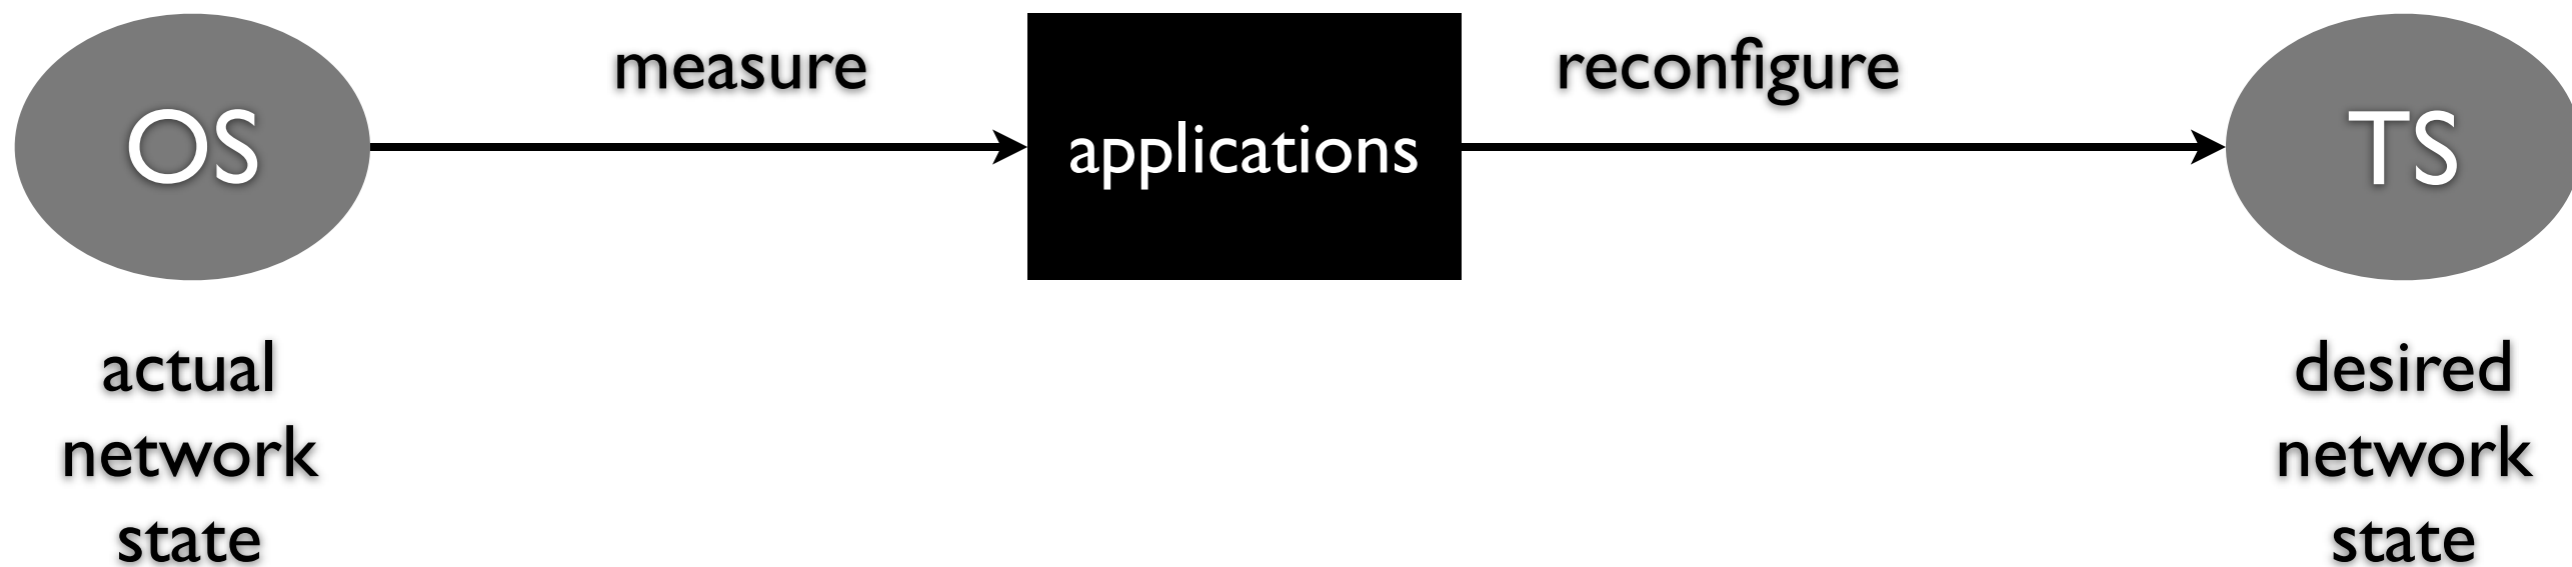 measure
reconfigure
OS
applications
TS
actual
network
state
desired
network
state